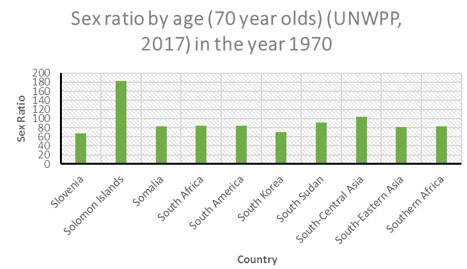 Sex ratio by age (70 year olds) (UNWPP,
2017) in the year 1970
200
180
160
140
120
100
80
60
40
20
0
Sex Ratio
Slovenia
Solomon Islands
Somalia
South Africa
South America
South Korea
South Sudan
South-Central Asia
South-Eastern Asia
Southern Africa
Country